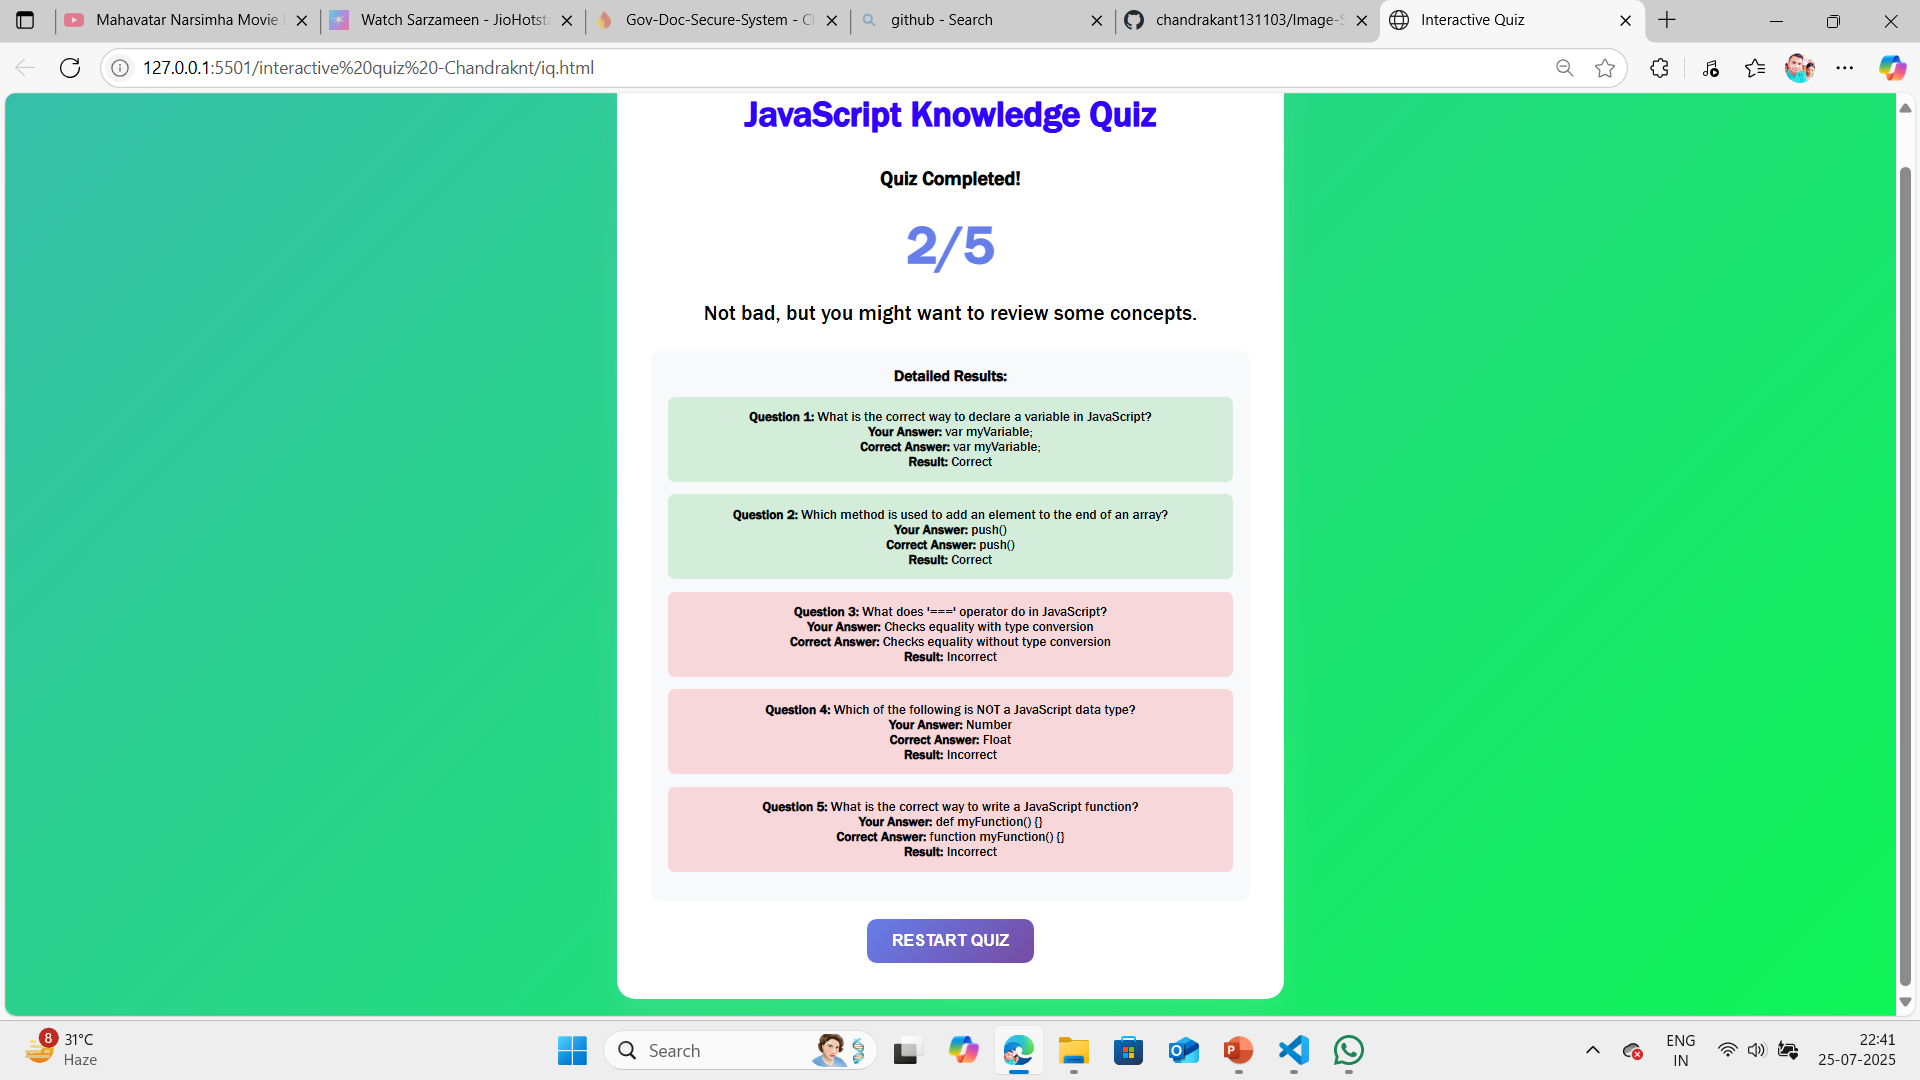 Mahavatar Narsimha Movie
Watch Sarzameen - JioHotst
Gov-Doc-Secure-System - Cl
github - Search
chandrakant131103/Image-S
Interactive Quiz
127.0.0.1:5501/interactive%20quiz%20-Chandraknt/iq.html
JavaScript Knowledge Quiz
Quiz Completed!
2/5
Not bad, but you might want to review some concepts.
Detailed Results:
Question 1: What is the correct way to declare a variable in JavaScript?
Your Answer: var myVariable;
Correct Answer: var myVariable;
Result: Correct
Question 2: Which method is used to add an element to the end of an array?
Your Answer: push()
Correct Answer: push()
Result: Correct
Question 3: What does '===' operator do in JavaScript?
Your Answer: Checks equality with type conversion
Correct Answer: Checks equality without type conversion
Result: Incorrect
Question 4: Which of the following is NOT a JavaScript data type?
Your Answer: Number
Correct Answer: Float
Result: Incorrect
Question 5: What is the correct way to write a JavaScript function?
Your Answer: def myFunction() {}
Correct Answer: function myFunction() {}
Result: Incorrect
RESTART QUIZ
8
31°C
Haze
Search
ENG
IN
22:41
25-07-2025